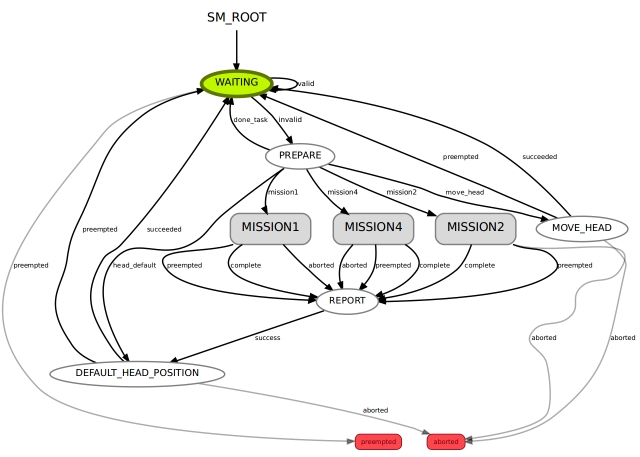 SM_ROOT
WAITING
valid
done_task
invalid
PREPARE
preempted
succeeded
mission1
mission4
mission2
move_head
MISSION1
MISSION4
MISSION2
MOVE_HEAD
preempted
succeeded
preempted
head_default
preempted
complete
aborted
aborted
preempted
complete
complete
preempted
REPORT
success
aborted
aborted
DEFAULT_HEAD_POSITION
aborted
preempted
aborted